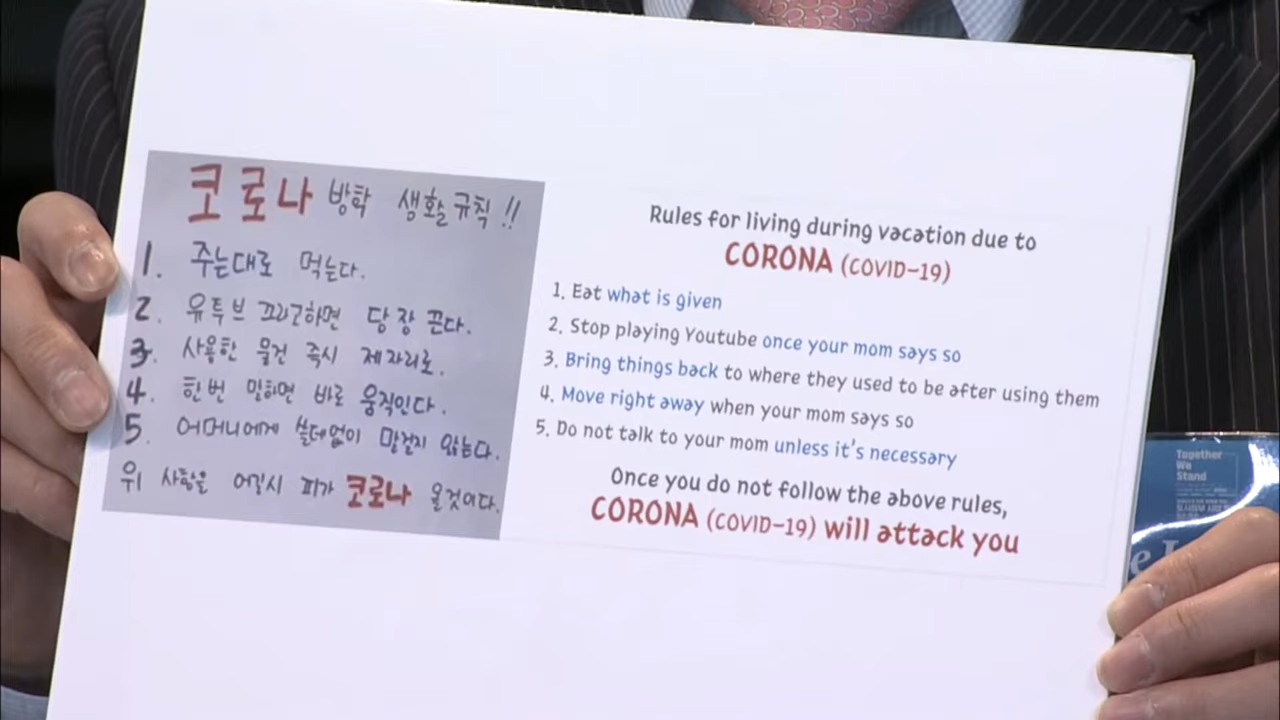 코로나 방학 생활규칙!!
1. 주는대로 먹는다.
2. 유투브 끄라고하면 당장 끈다.
3. 사용한 물건 즉시 제자리로.
4. 한번 말하면 바로 움직인다.
5. 어머니에게 쓸데없이 말걸지 않는다.
위 사항을 어길시 피가 코로나 올것이다.
Rules for living during vacation due to
CORONA (COVID-19)
1. Eat what is given
2. Stop playing Youtube once your mom says so
3. Bring things back to where they used to be after using them
4. Move right away when your mom says so
5. Do not talk to your mom unless it's necessary
Once you do not follow the above rules,
CORONA (COVID-19) will attack you
Together
We
Stand